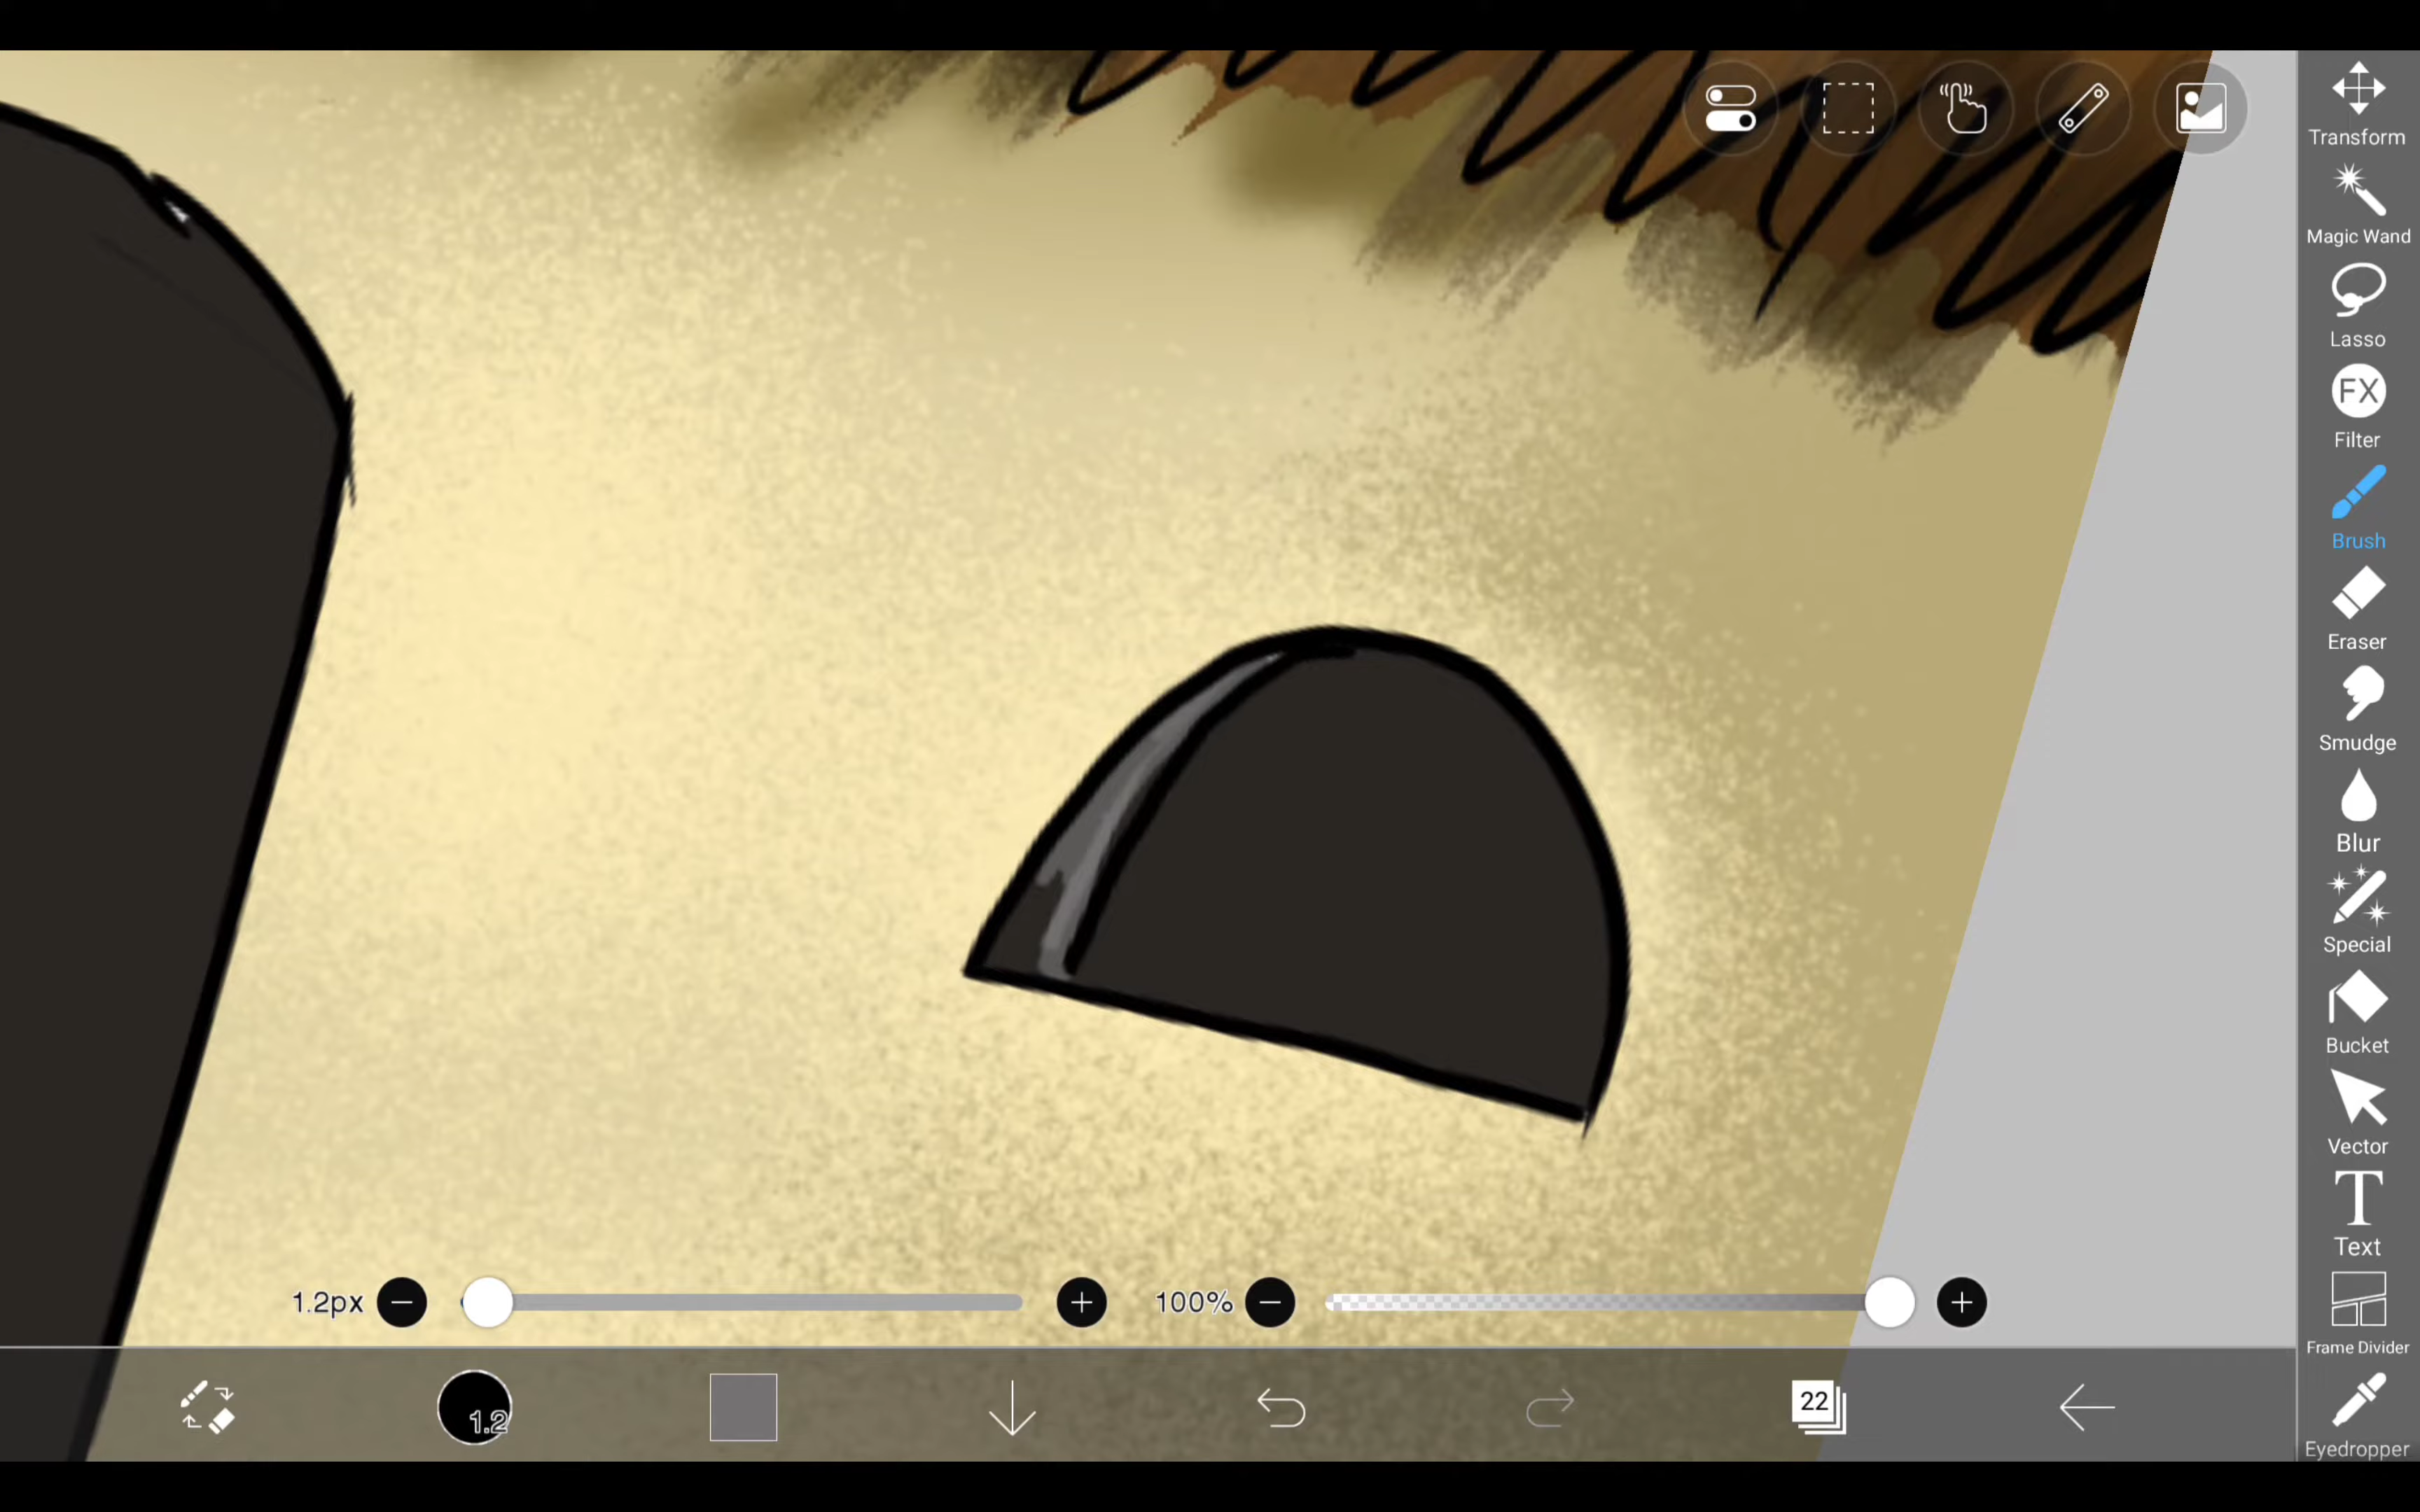 Transform
Magic Wand
Lasso
FX
Filter
Brush
Eraser
Smudge
Blur
Special
Bucket
Vector
T
Text
Frame Divider
Eyedropper
1.2px
100%
1.2
22